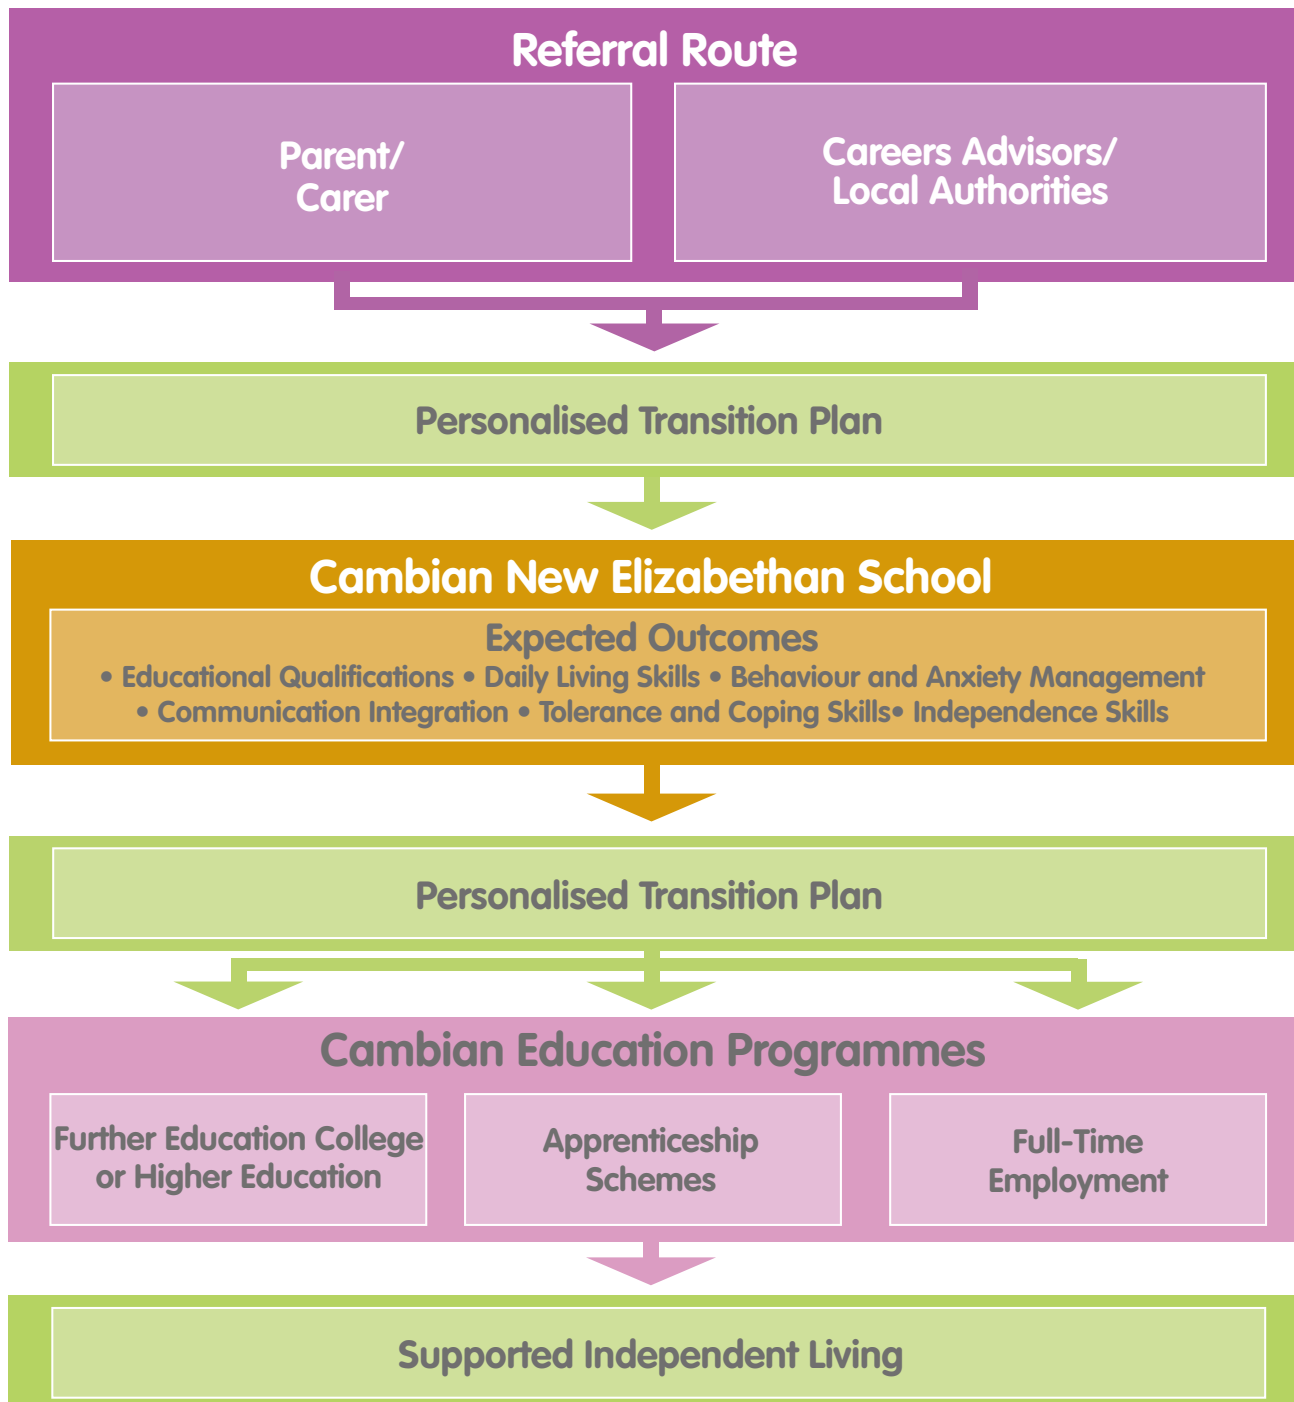 Referral Route
Parent/
Carer
Careers Advisors/
Local Authorities
Personalised Transition Plan
Cambian New Elizabethan School
Expected Outcomes
• Educational Qualifications • Daily Living Skills • Behaviour and Anxiety Management
• Communication Integration • Tolerance and Coping Skills• Independence Skills
Personalised Transition Plan
Cambian Education Programmes
Further Education College
or Higher Education
Apprenticeship
Schemes
Full-Time
Employment
Supported Independent Living